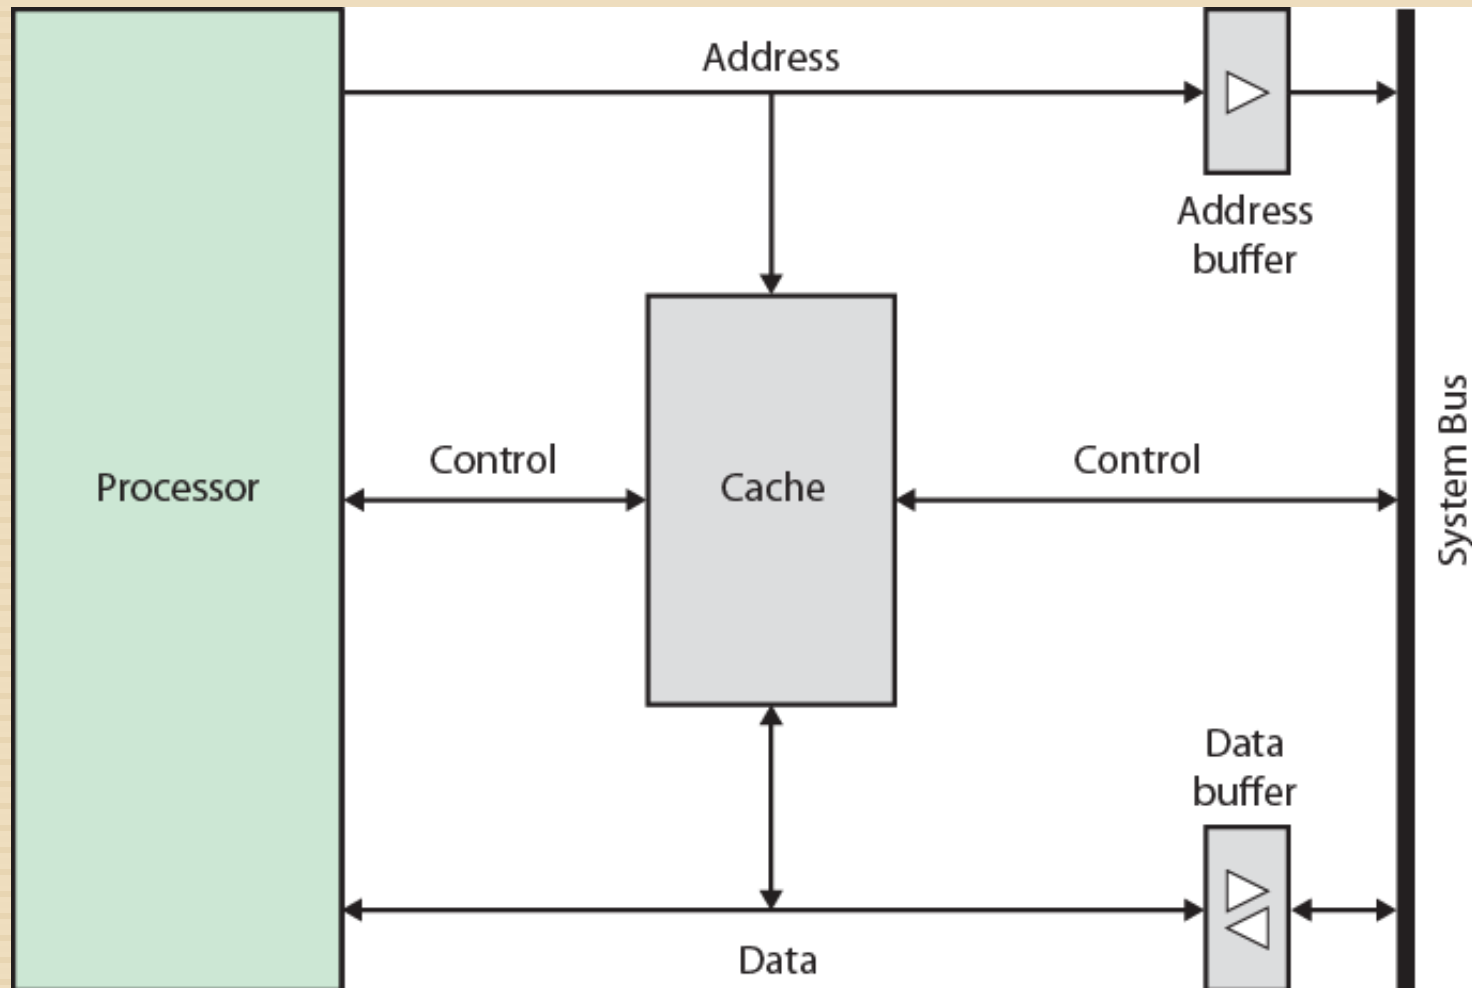 Address
Address
buffer
Control
Control
Processor
Cache
System Bus
Data
buffer
Data